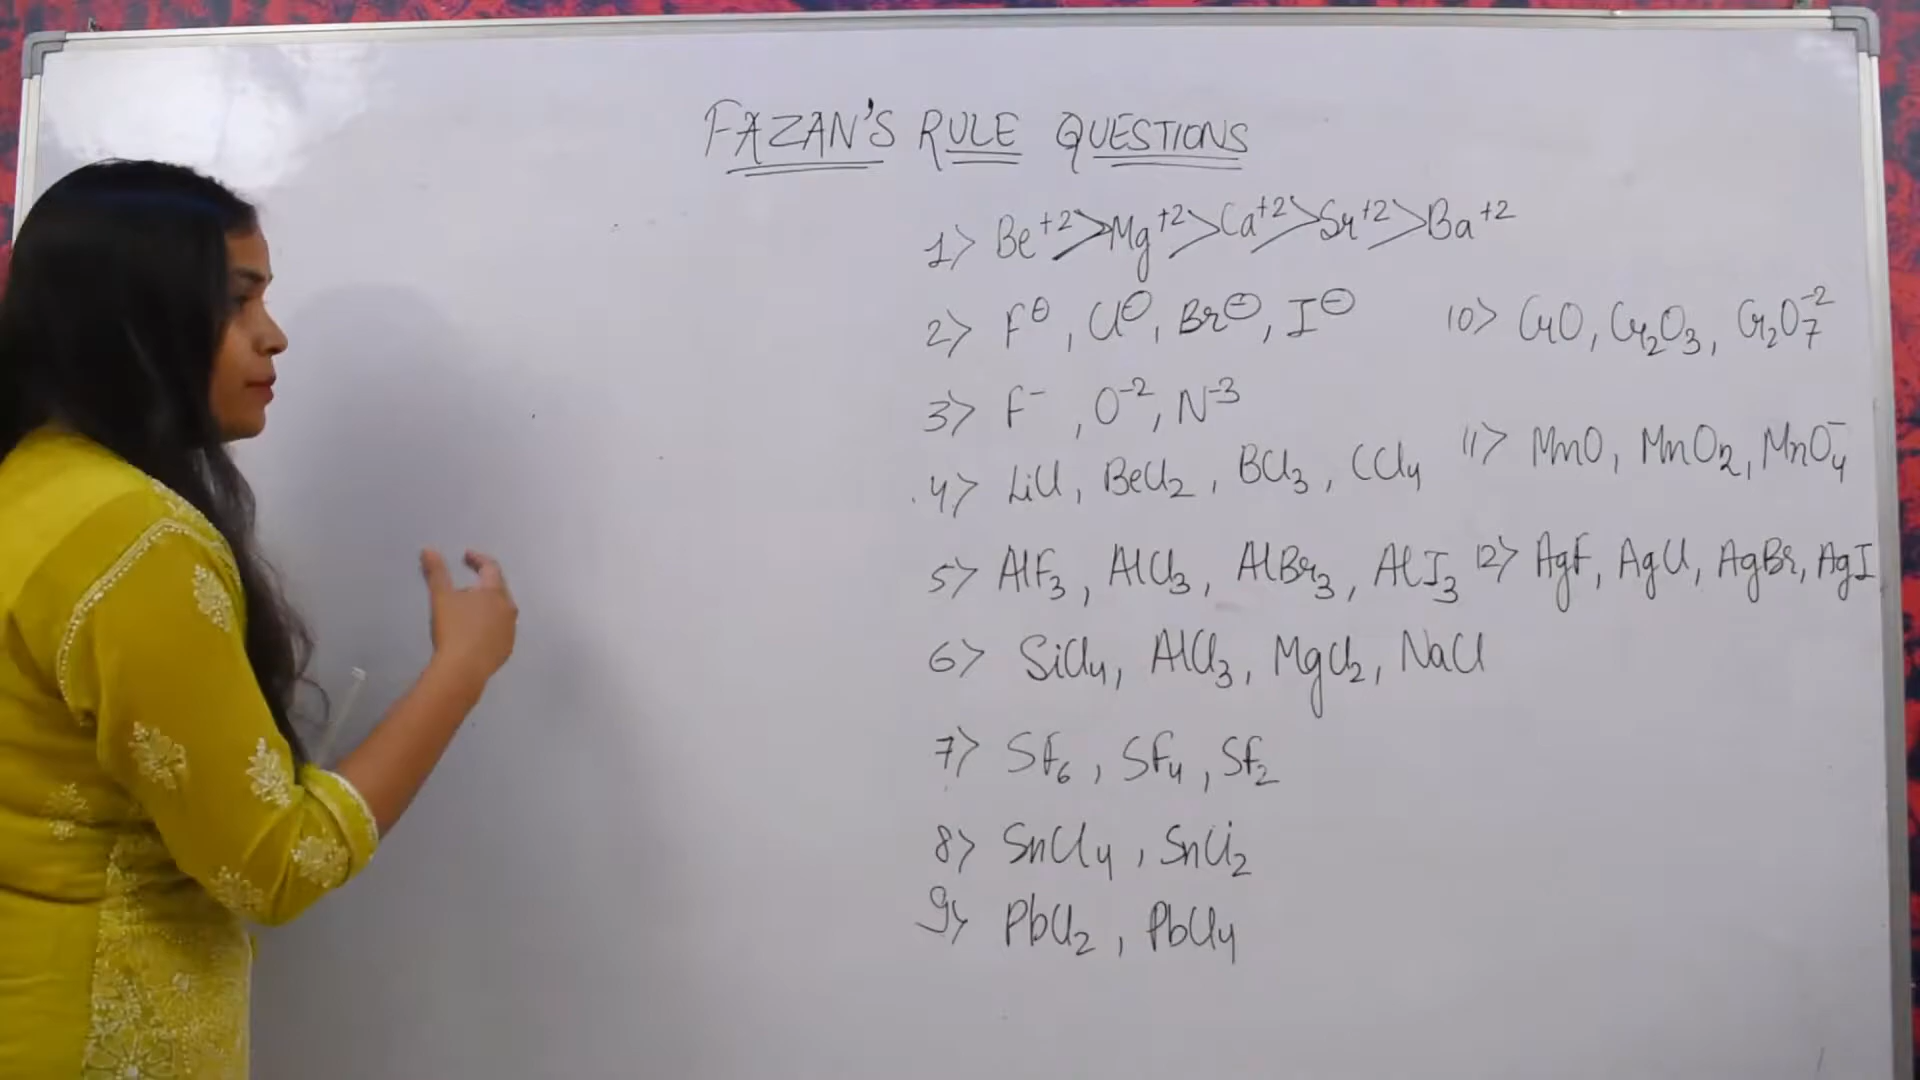 FAZAN'S RULE QUESTIONS
1> Be⁺²>Mg⁺²>Ca⁺²>Sr⁺²>Ba⁺²
2> F⊖, Cl⊖, Br⊖, I⊖
3> F⁻, O⁻², N⁻³
4> LiCl, BeCl₂, BCl₃, CCl₄
5> AlF₃, AlCl₃, AlBr₃, AlI₃
6> SiCl₄, AlCl₃, MgCl₂, NaCl
7> SF₆, SF₄, SF₂
8> SnCl₄, SnCl₂
9> PbCl₂, PbCl₄
10> CrO, Cr₂O₃, Cr₂O₇⁻²
11> MnO, MnO₂, MnO₄⁻
12> AgF, AgCl, AgBr, AgI